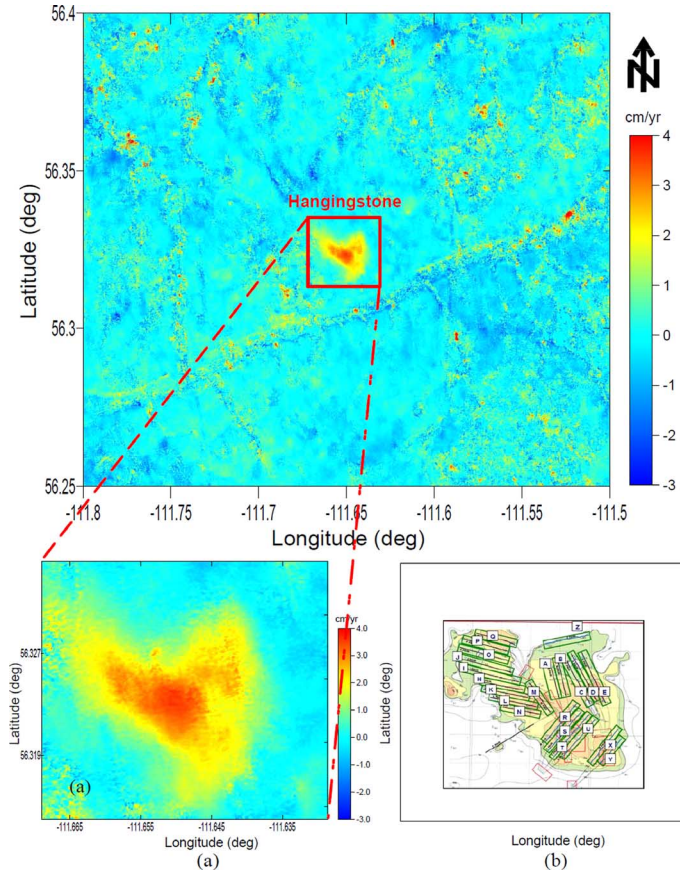 56.4
N
cm/yr
4
56.35
3
Hangingstone
2
Latitude (deg)
1
56.3
0
-1
-2
56.25
-3
-111.8 -111.75 -111.7 -111.65 -111.6 -111.55 -111.5
Longitude (deg)
cm/yr
4.0
3.0
56.327
2.0
Latitude (deg)
1.0
0.0
56.319
-1.0
-2.0
(a)
-3.0
-111.665 -111.655 -111.645 -111.635
Longitude (deg)
(a)
Latitude (deg)
Z
P Q
J O
I
H
K
L
N
M
A B
C D E
R
S U
T
X
Y
Longitude (deg)
(b)